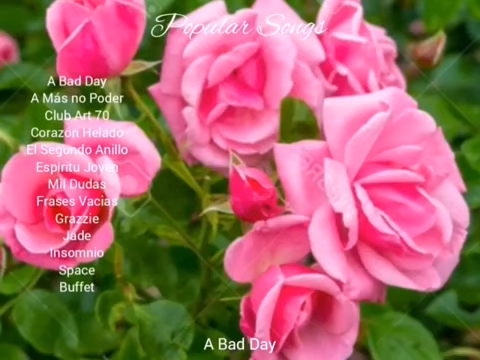 Popular Songs
A Bad Day
A Más no Poder
Club Art 70
Corazón Helado
El Segundo Anillo
Espíritu Joven
Mil Dudas
Frases Vacías
Grazzie
Jade
Insomnio
Space
Buffet
A Bad Day